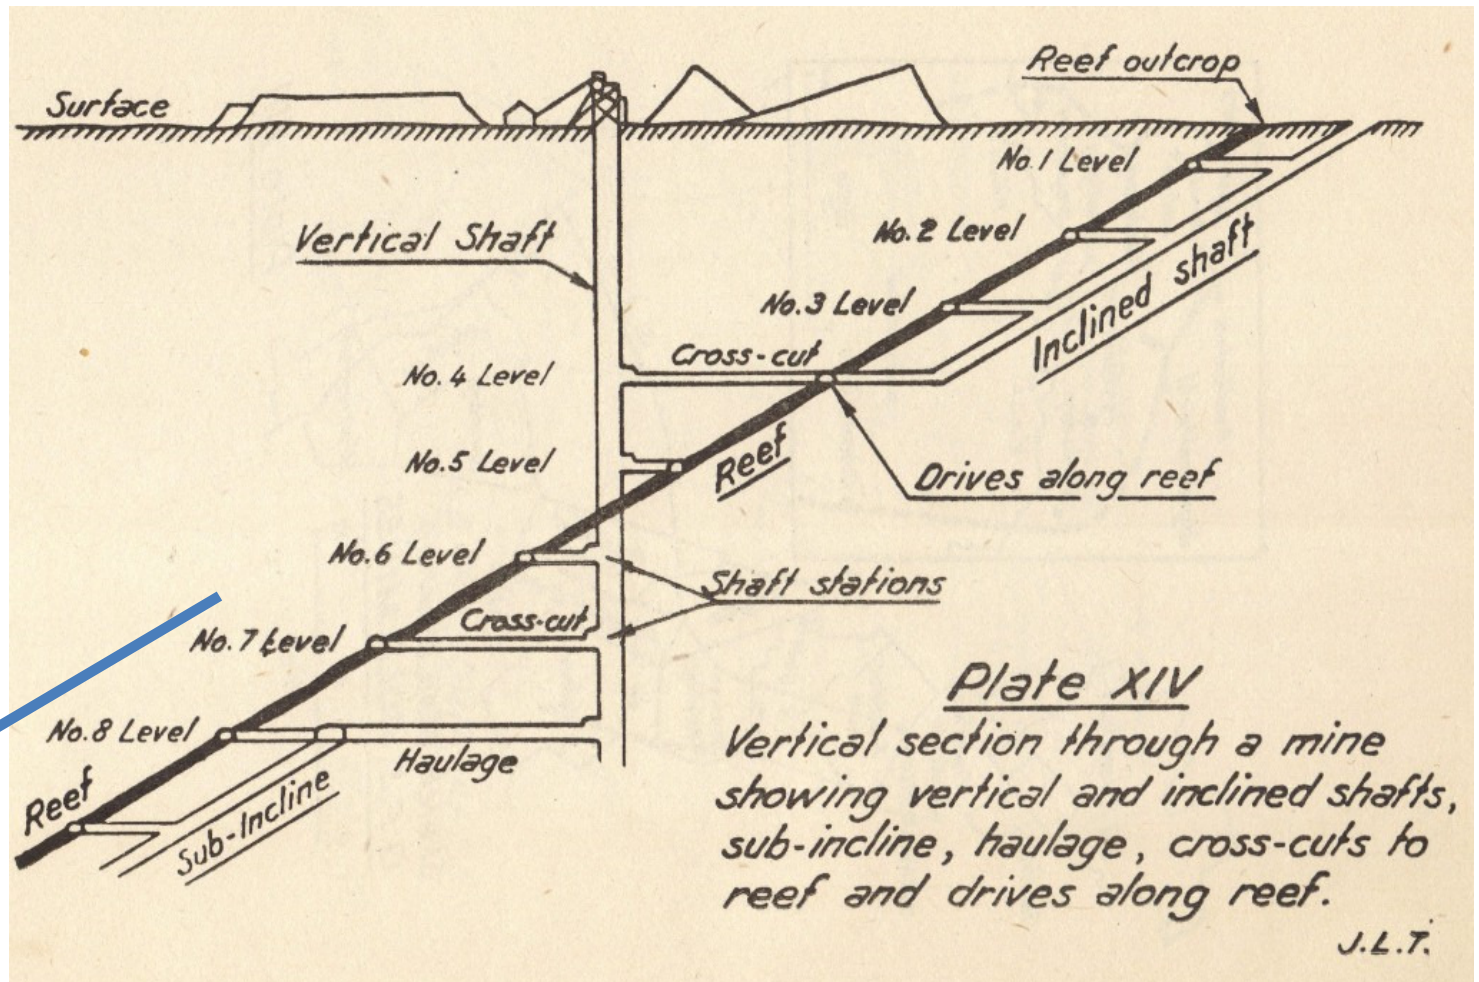 Reef outcrop
Surface
No. 1 Level
Vertical Shaft
No. 2 Level
Inclined shaft
No. 3 Level
Cross-cut
No. 4 Level
No. 5 Level
Reef
Drives along reef
No. 6 Level
Shaft stations
Cross-cut
No. 7 Level
No. 8 Level
Haulage
Reef
Sub-Incline
Plate XIV
Vertical section through a mine
showing vertical and inclined shafts,
sub-incline, haulage, cross-cuts to
reef and drives along reef.
J.L.T.